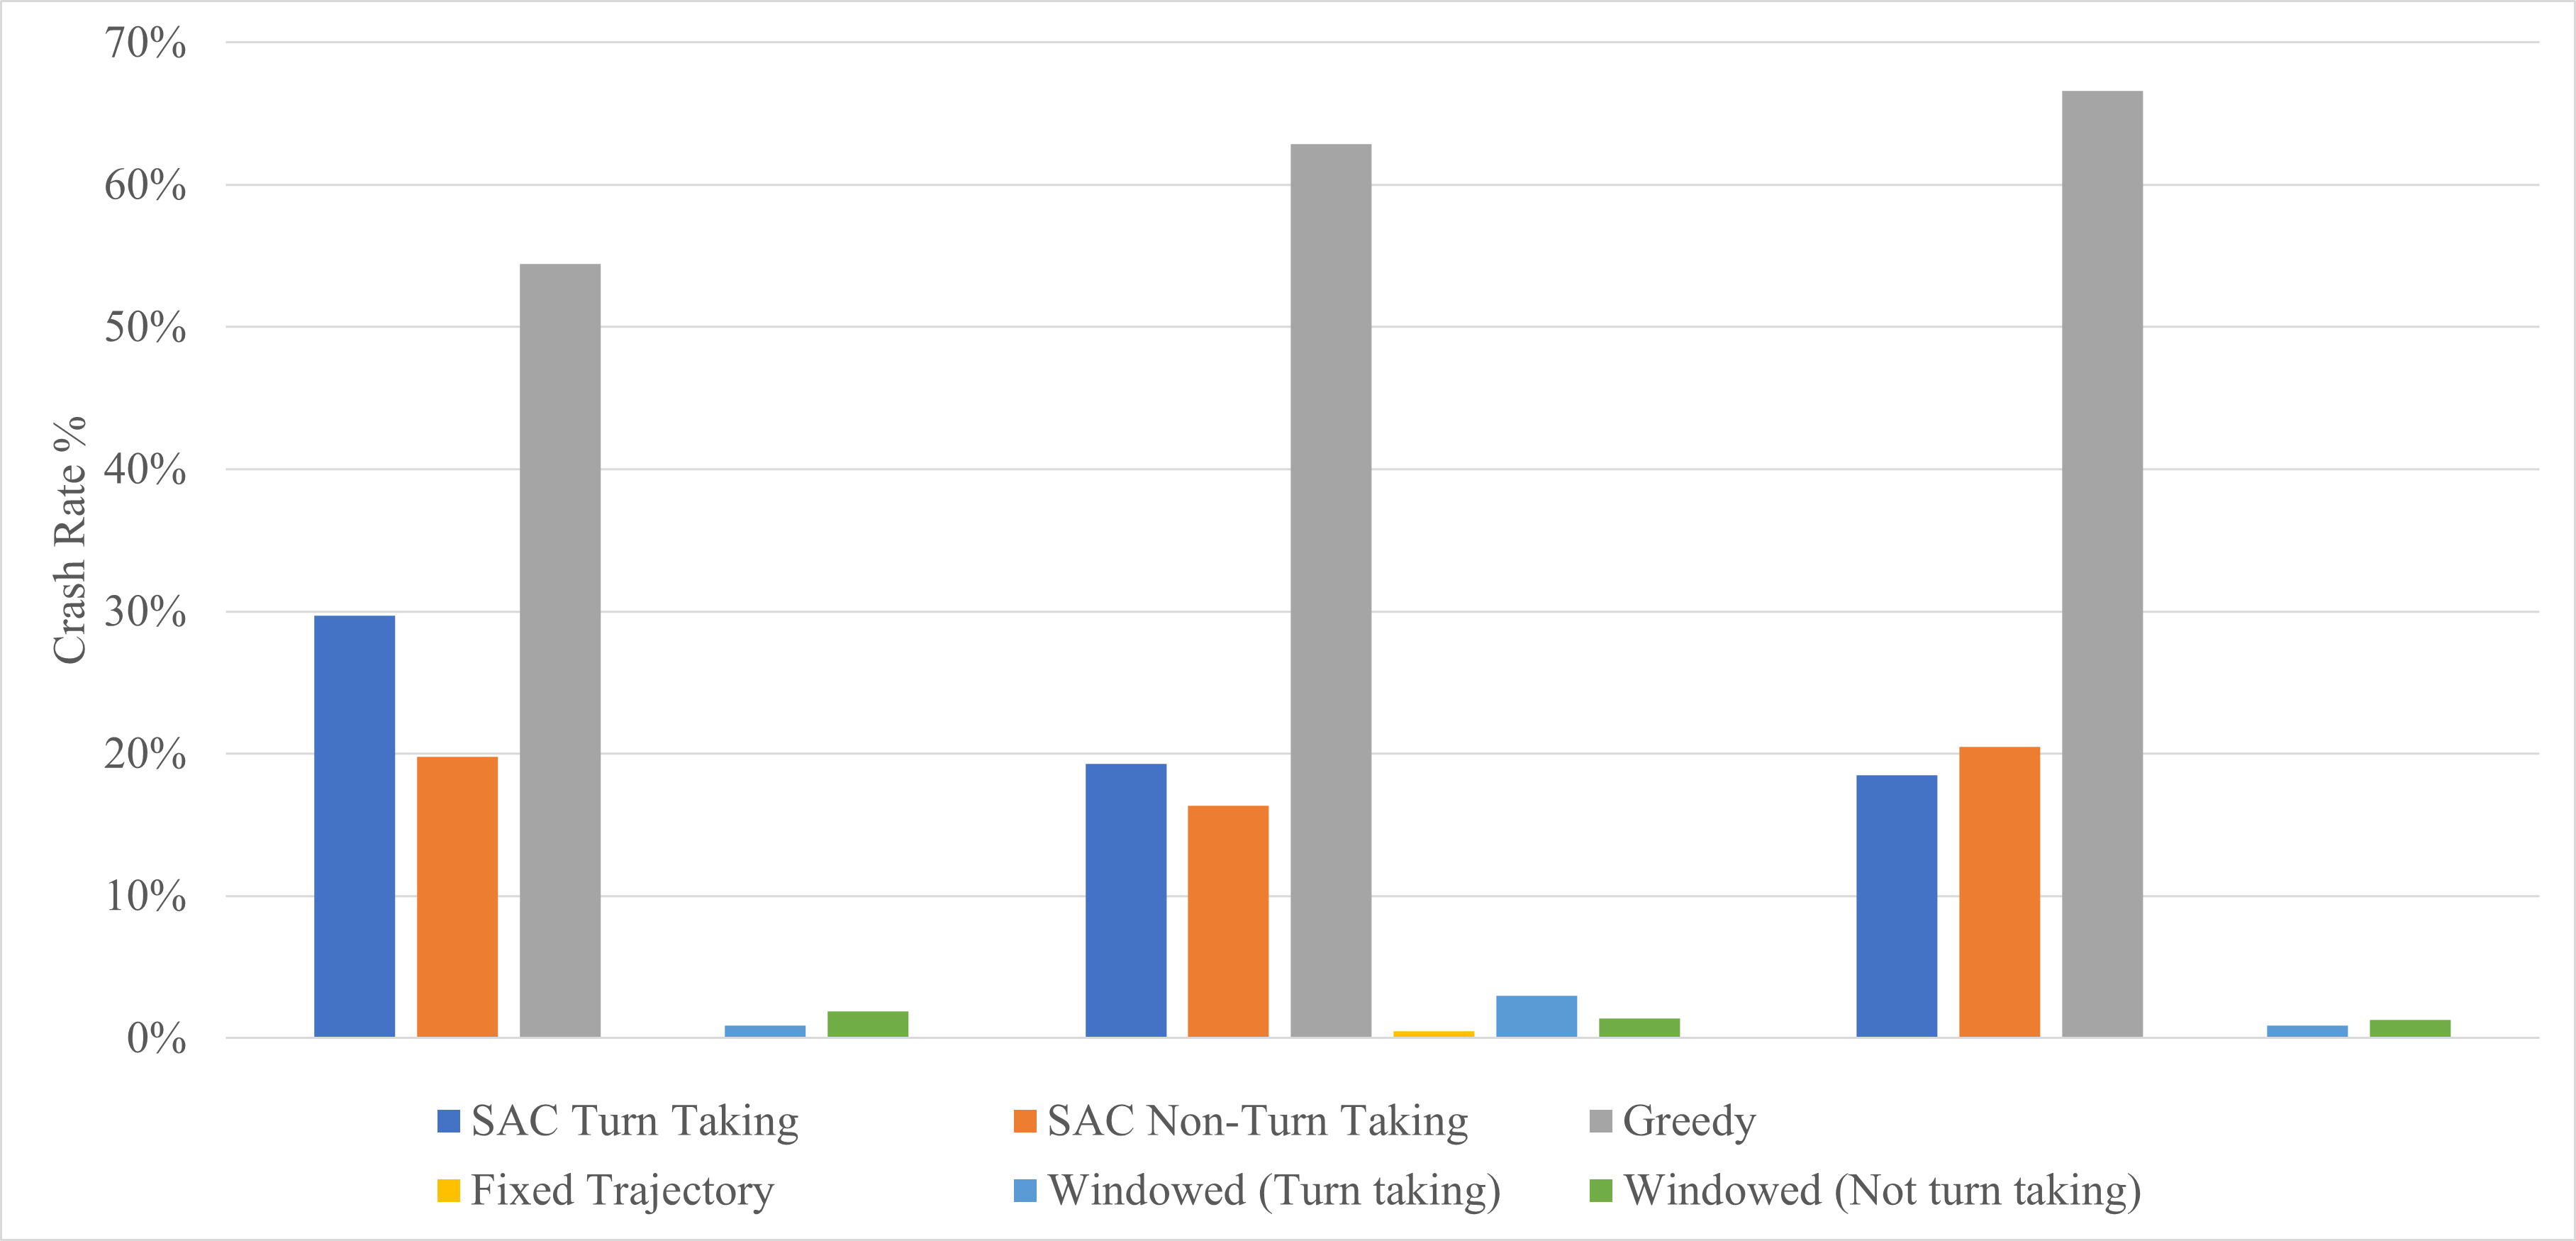 70%
60%
50%
40%
30%
20%
10%
0%
Crash Rate %
SAC Turn Taking
SAC Non-Turn Taking
Greedy
Fixed Trajectory
Windowed (Turn taking)
Windowed (Not turn taking)